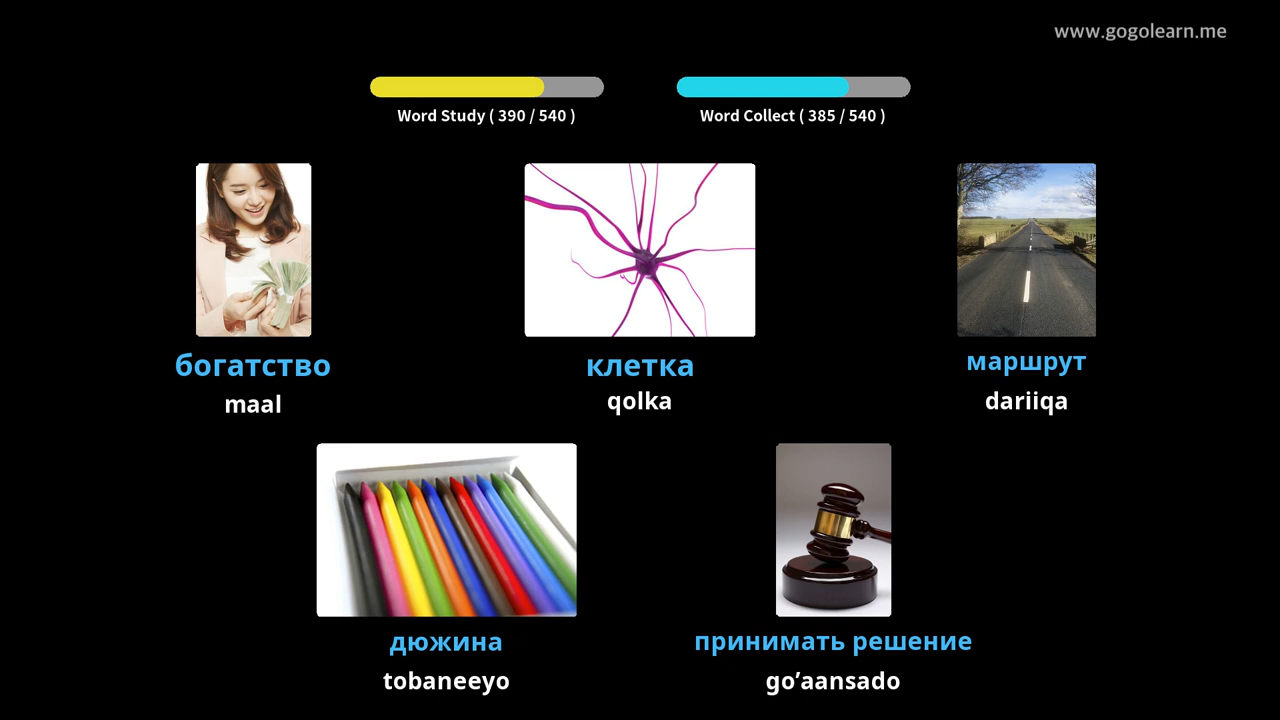 www.gogolearn.me
Word Study ( 390 / 540 )
Word Collect ( 385 / 540 )
богатство
maal
клетка
qolka
маршрут
dariiqa
дюжина
tobaneeyo
принимать решение
go’aansado